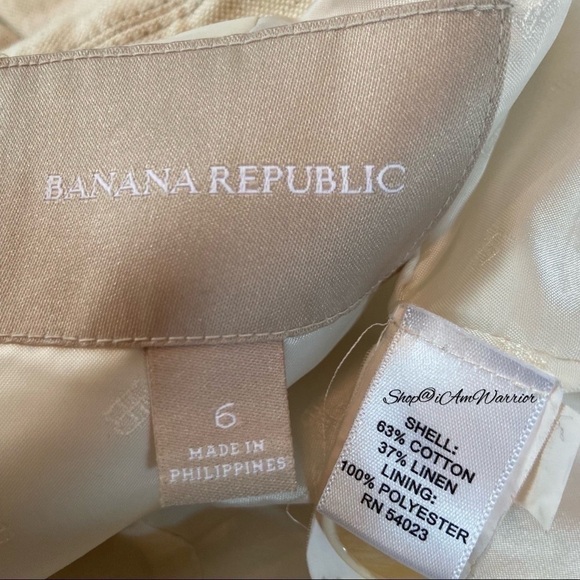 BANANA REPUBLIC
6
MADE IN
PHILIPPINES
Shop@iAmWarrior
SHELL:
63% COTTON
37% LINEN
LINING:
100% POLYESTER
RN 54023